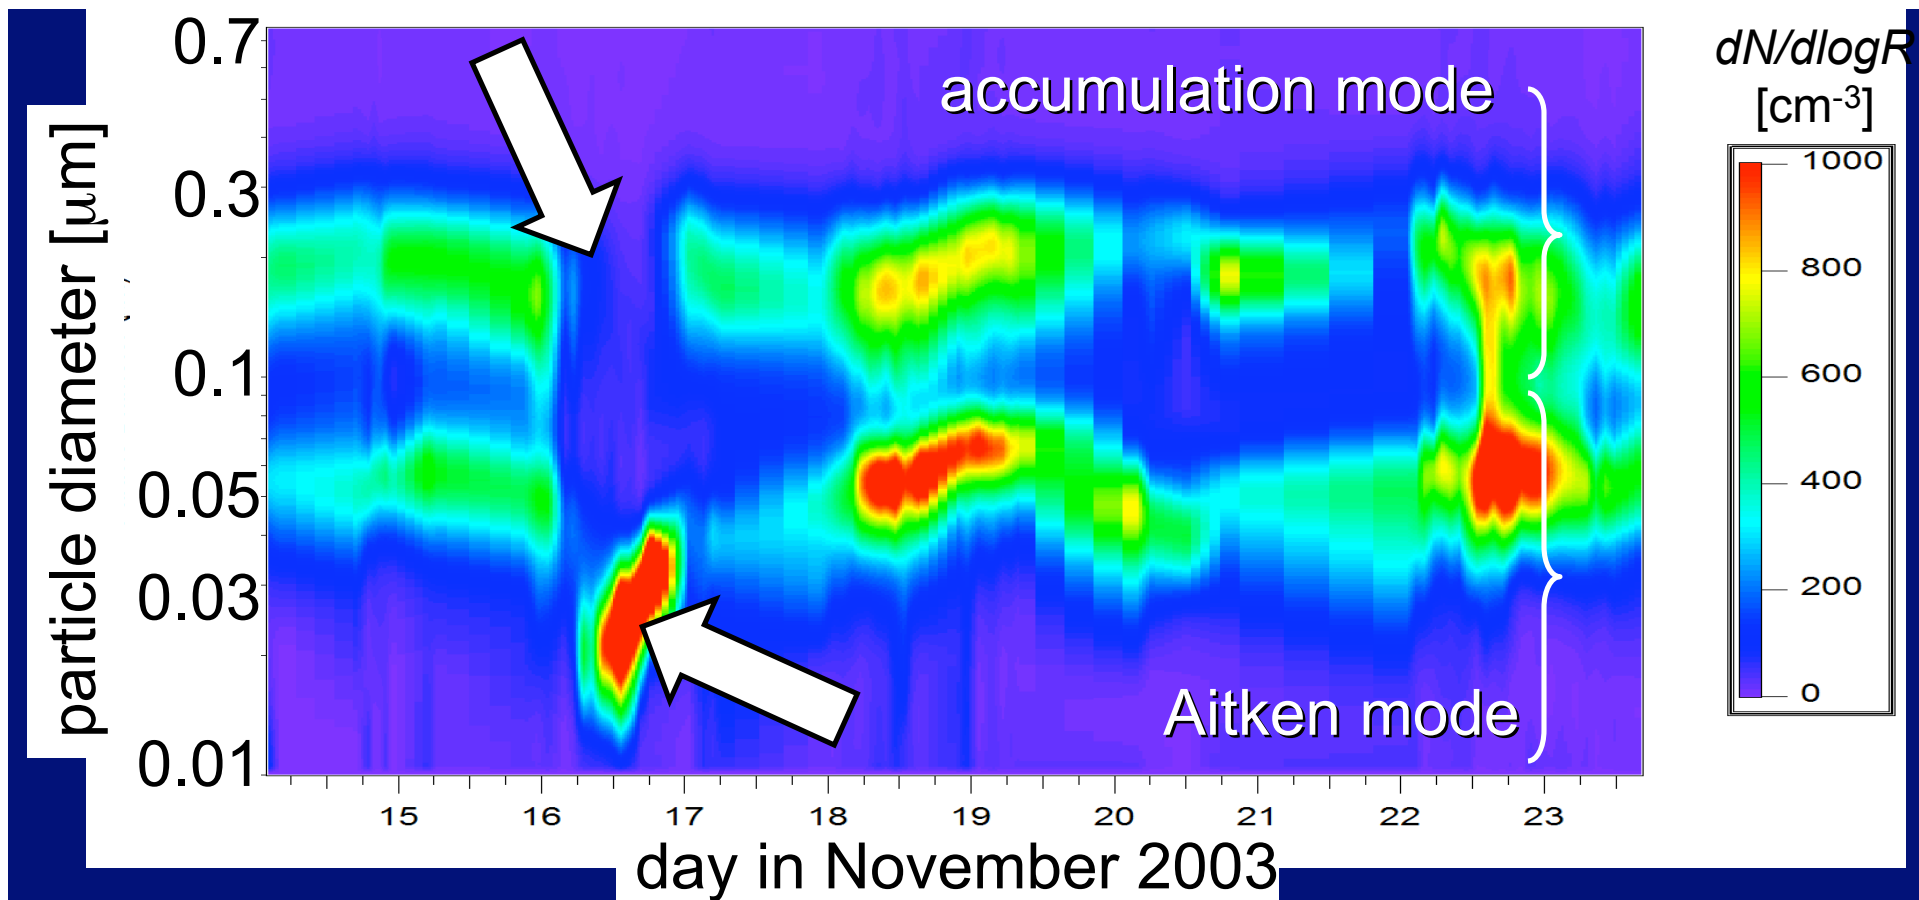 particle diameter [μm]
0.7
0.3
0.1
0.05
0.03
0.01
accumulation mode
Aitken mode
15 16 17 18 19 20 21 22 23
day in November 2003
dN/dlogR
[cm-3]
1000
800
600
400
200
0